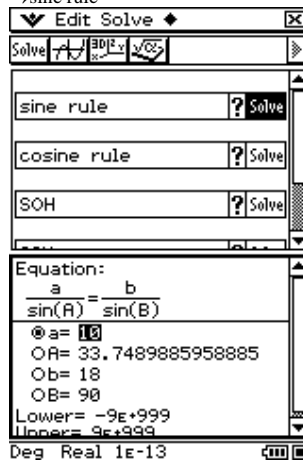 sine rule
Edit Solve
Solve
sine rule ? Solve
cosine rule ? Solve
SOH ? Solve
Equation:
a/sin(A) = b/sin(B)
a= 10
A= 33.7489885958885
b= 18
B= 90
Lower= -9E+999
Upper= 9E+999
Deg Real 1E-13